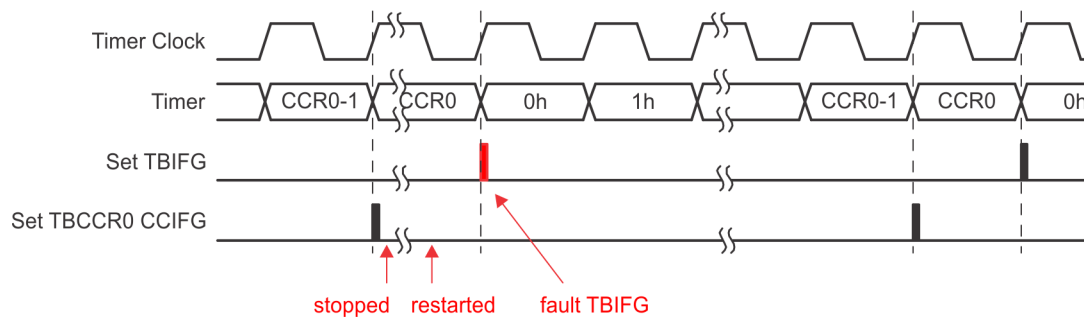 Timer Clock
Timer CCR0-1 CCR0 0h 1h CCR0-1 CCR0 0h
Set TBIFG
Set TBCCR0 CCIFG
stopped restarted fault TBIFG